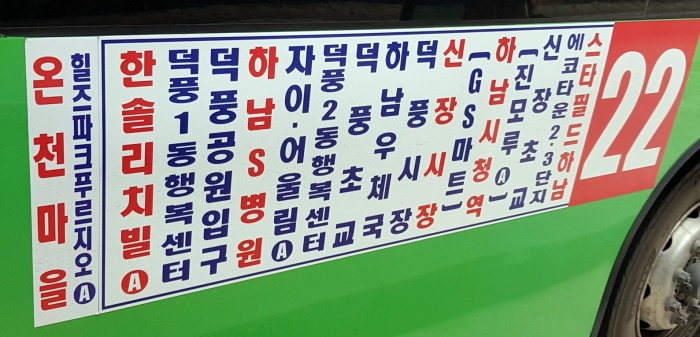 온천마을
힐즈파크푸르지오Ⓐ
한솔리치빌Ⓐ
덕풍1동행복센터
덕풍공원입구
하남S병원
자이·어울림Ⓐ
덕풍2동행복센터
덕풍초교
하남우체국
덕풍시장
신장시장
(GS마트)
하남시청역
(진모루Ⓐ)
신장초교
에코타운2·3단지
스타필드하남
22